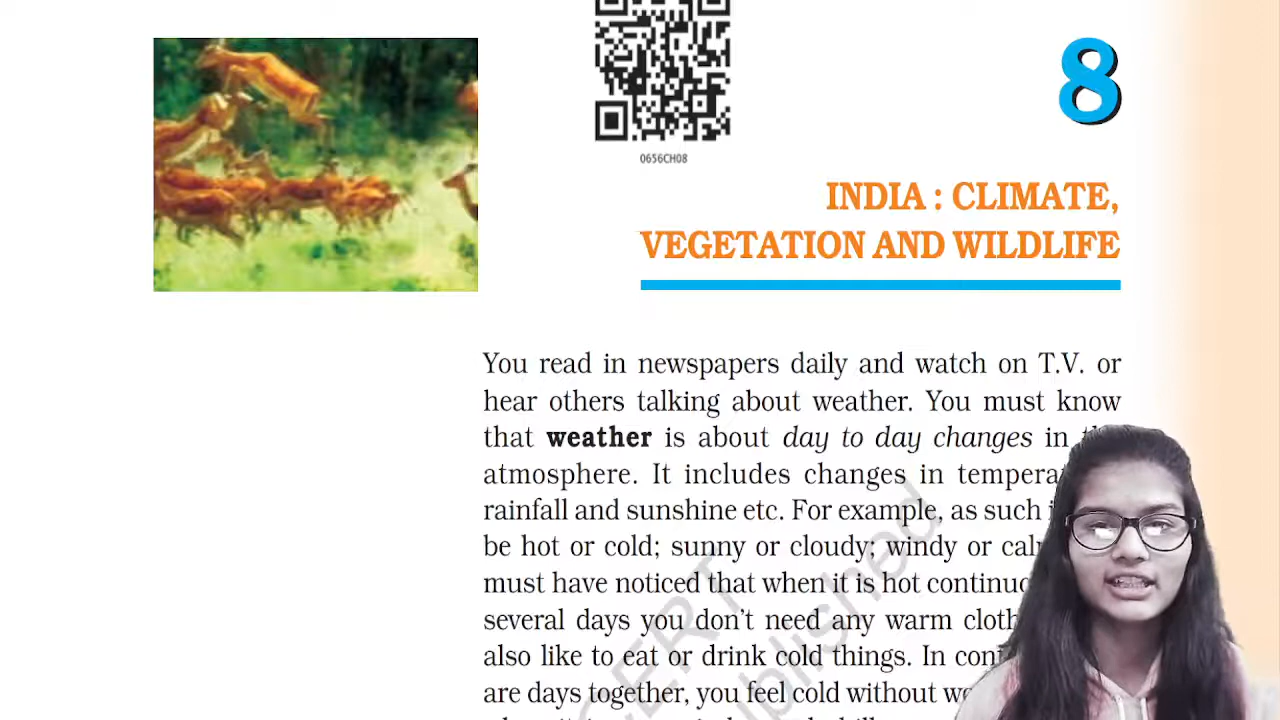 8
0656CH08
INDIA : CLIMATE,
VEGETATION AND WILDLIFE
You read in newspapers daily and watch on T.V. or
hear others talking about weather. You must know
that weather is about day to day changes in
atmosphere. It includes changes in
rainfall and sunshine etc. For example, as such
be hot or cold; sunny or cloudy; windy or
must have noticed that when it is hot
several days you don't need any warm
also like to eat or drink cold things. In
are days together, you feel cold without